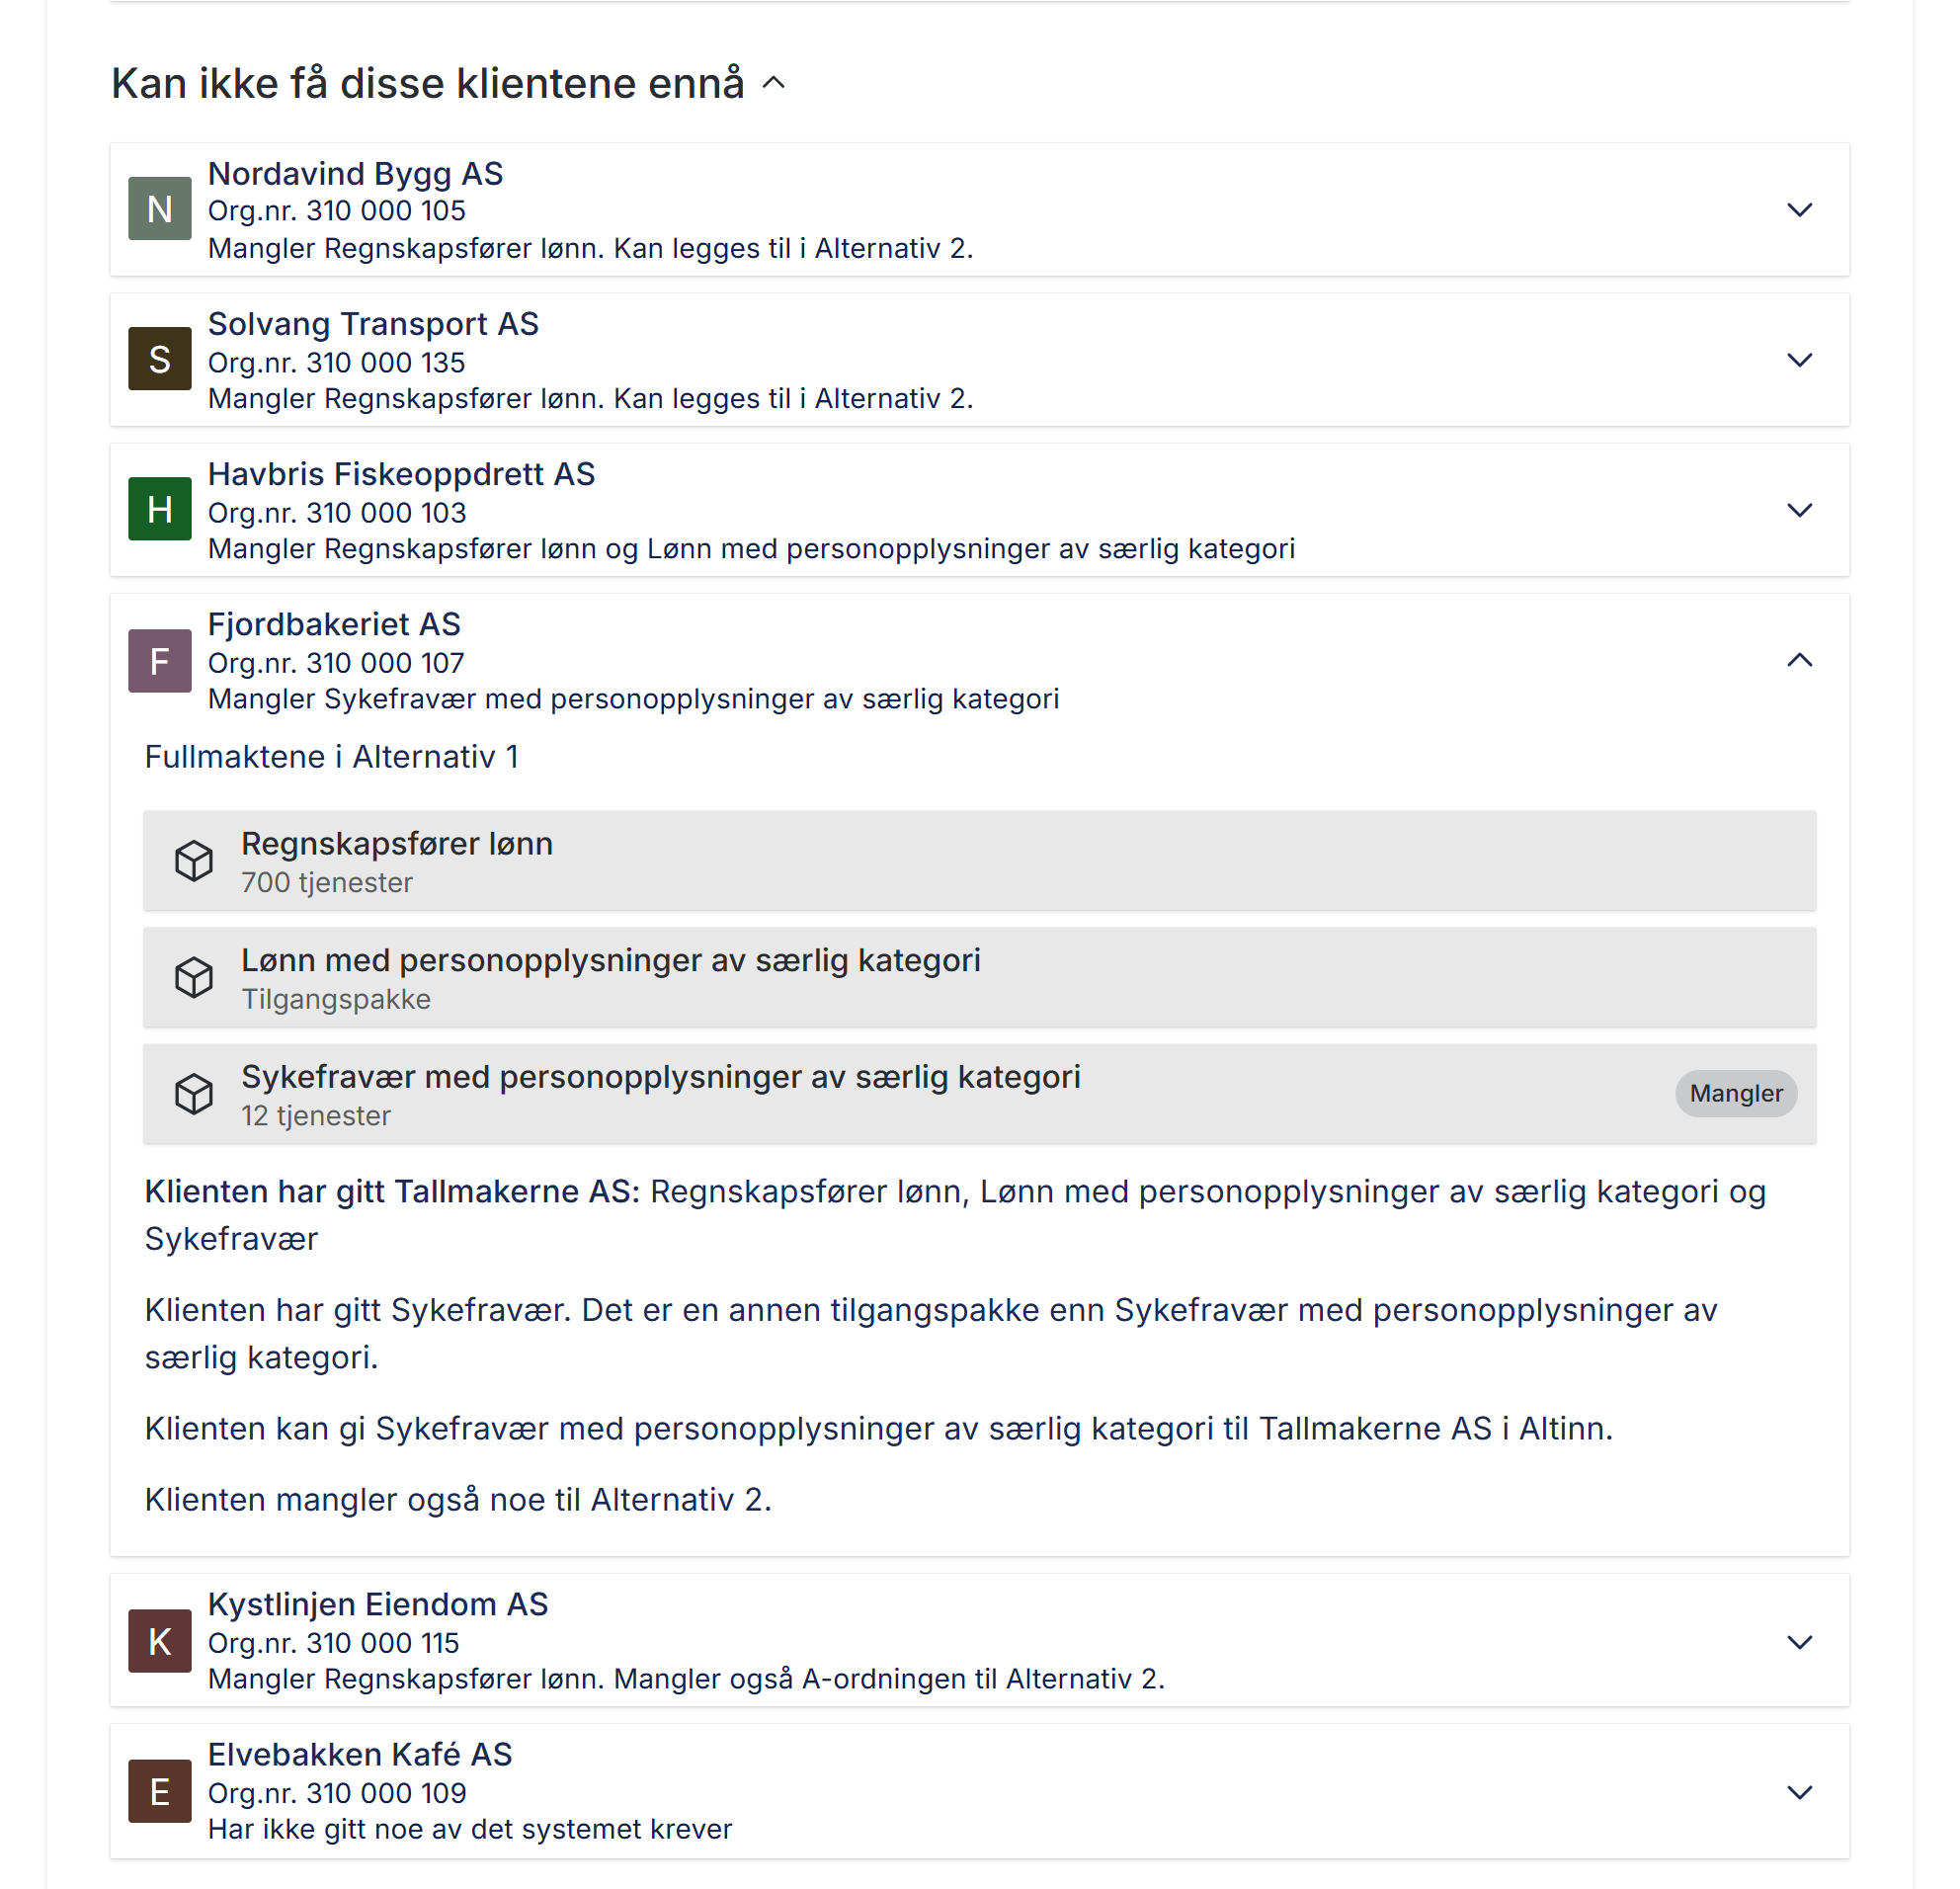 Kan ikke få disse klientene ennå
N
Nordavind Bygg AS
Org.nr. 310 000 105
Mangler Regnskapsfører lønn. Kan legges til i Alternativ 2.
S
Solvang Transport AS
Org.nr. 310 000 135
Mangler Regnskapsfører lønn. Kan legges til i Alternativ 2.
H
Havbris Fiskeoppdrett AS
Org.nr. 310 000 103
Mangler Regnskapsfører lønn og Lønn med personopplysninger av særlig kategori
F
Fjordbakeriet AS
Org.nr. 310 000 107
Mangler Sykefravær med personopplysninger av særlig kategori
Fullmaktene i Alternativ 1
Regnskapsfører lønn
700 tjenester
Lønn med personopplysninger av særlig kategori
Tilgangspakke
Sykefravær med personopplysninger av særlig kategori
12 tjenester
Mangler
Klienten har gitt Tallmakerne AS: Regnskapsfører lønn, Lønn med personopplysninger av særlig kategori og
Sykefravær
Klienten har gitt Sykefravær. Det er en annen tilgangspakke enn Sykefravær med personopplysninger av
særlig kategori.
Klienten kan gi Sykefravær med personopplysninger av særlig kategori til Tallmakerne AS i Altinn.
Klienten mangler også noe til Alternativ 2.
K
Kystlinjen Eiendom AS
Org.nr. 310 000 115
Mangler Regnskapsfører lønn. Mangler også A-ordningen til Alternativ 2.
E
Elvebakken Kafé AS
Org.nr. 310 000 109
Har ikke gitt noe av det systemet krever